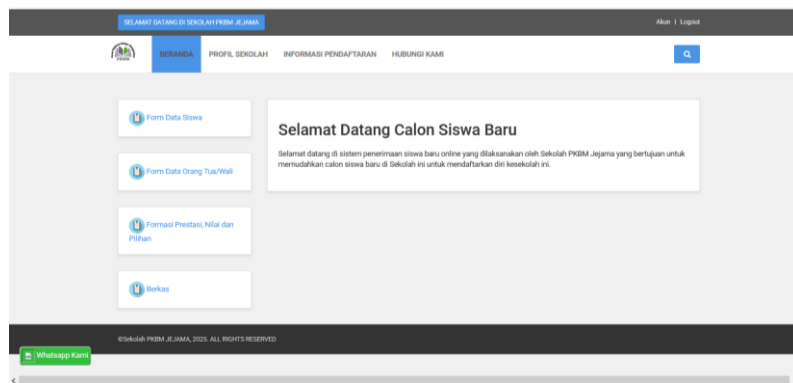 SELAMAT DATANG DI SEKOLAH PKBM JEJAMA
Akun | Logout
BERANDA PROFIL SEKOLAH INFORMASI PENDAFTARAN HUBUNGI KAMI
Form Data Siswa
Form Data Orang Tua/Wali
Formasi Prestasi, Nilai dan
Pilihan
Berkas
Selamat Datang Calon Siswa Baru
Selamat datang di sistem penerimaan siswa baru online yang dilaksanakan oleh Sekolah PKBM Jejama yang bertujuan untuk
memudahkan calon siswa baru di Sekolah ini untuk mendaftarkan diri kesekolah ini.
©Sekolah PKBM JEJAMA, 2025. ALL RIGHTS RESERVED
Whatsapp Kami